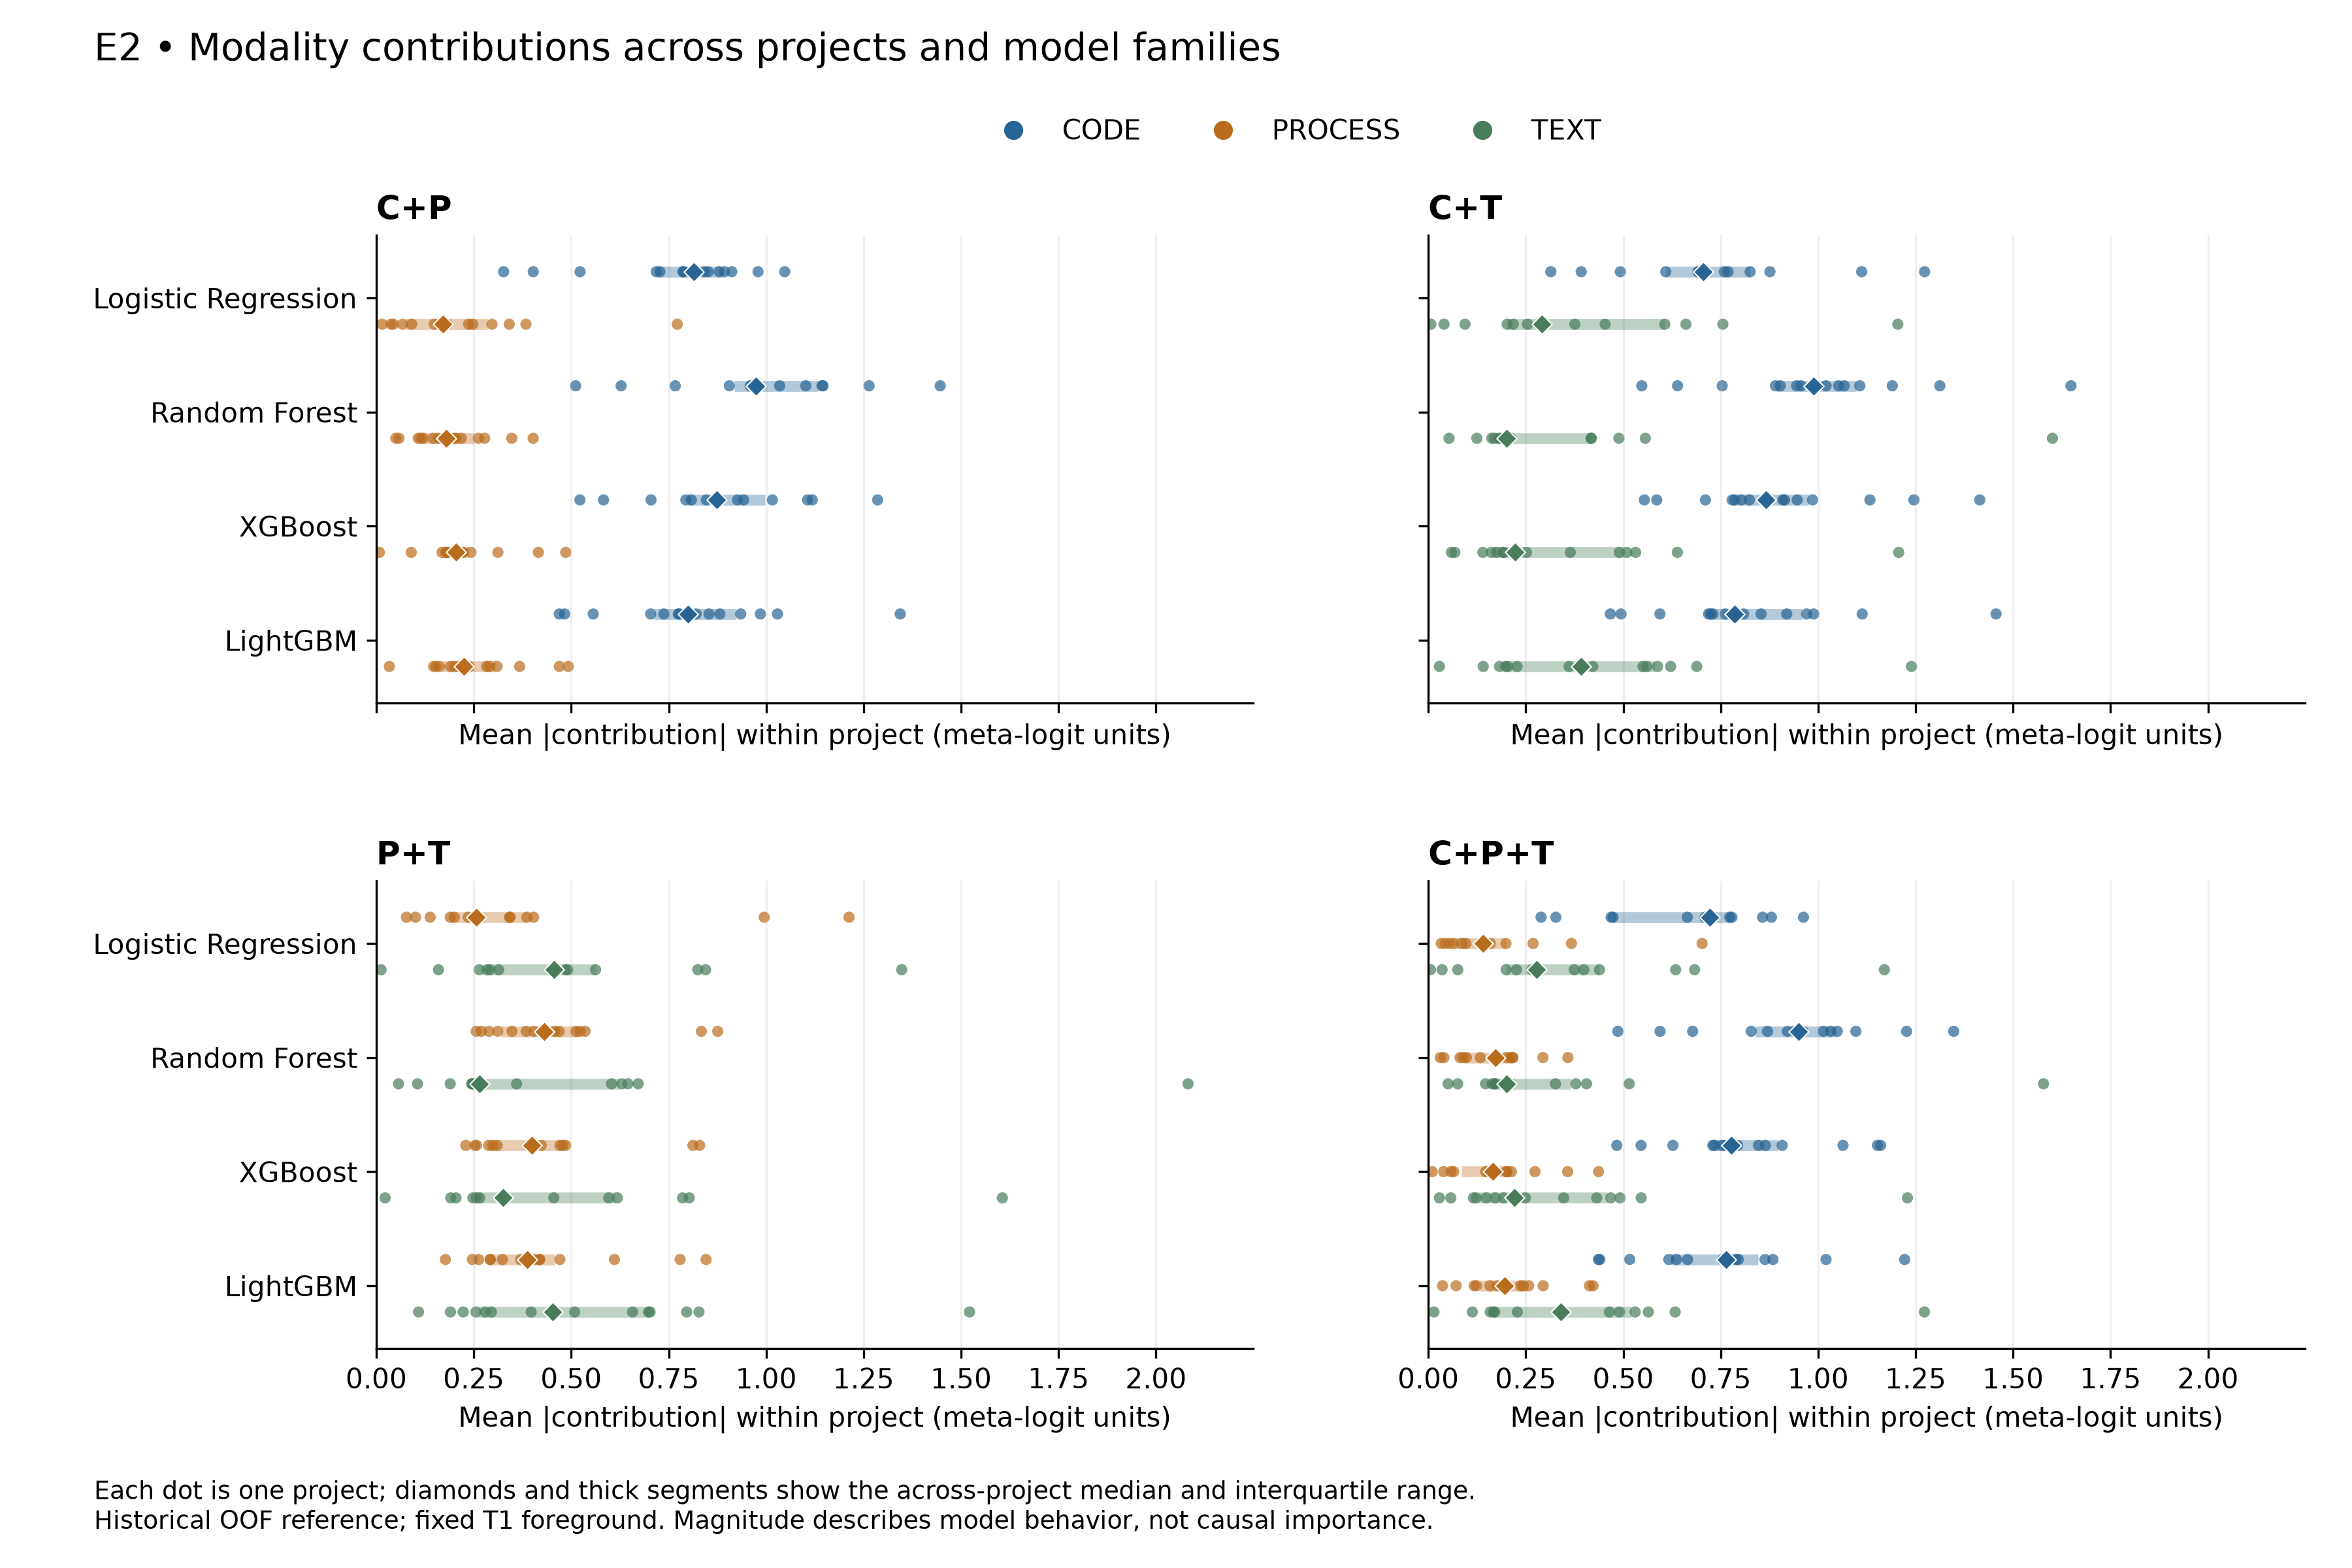 E2 • Modality contributions across projects and model families
CODE PROCESS TEXT
C+P
Logistic Regression
Random Forest
XGBoost
LightGBM
Mean |contribution| within project (meta-logit units)
C+T
Mean |contribution| within project (meta-logit units)
P+T
Logistic Regression
Random Forest
XGBoost
LightGBM
0.00 0.25 0.50 0.75 1.00 1.25 1.50 1.75 2.00
Mean |contribution| within project (meta-logit units)
C+P+T
0.00 0.25 0.50 0.75 1.00 1.25 1.50 1.75 2.00
Mean |contribution| within project (meta-logit units)
Each dot is one project; diamonds and thick segments show the across-project median and interquartile range.
Historical OOF reference; fixed T1 foreground. Magnitude describes model behavior, not causal importance.